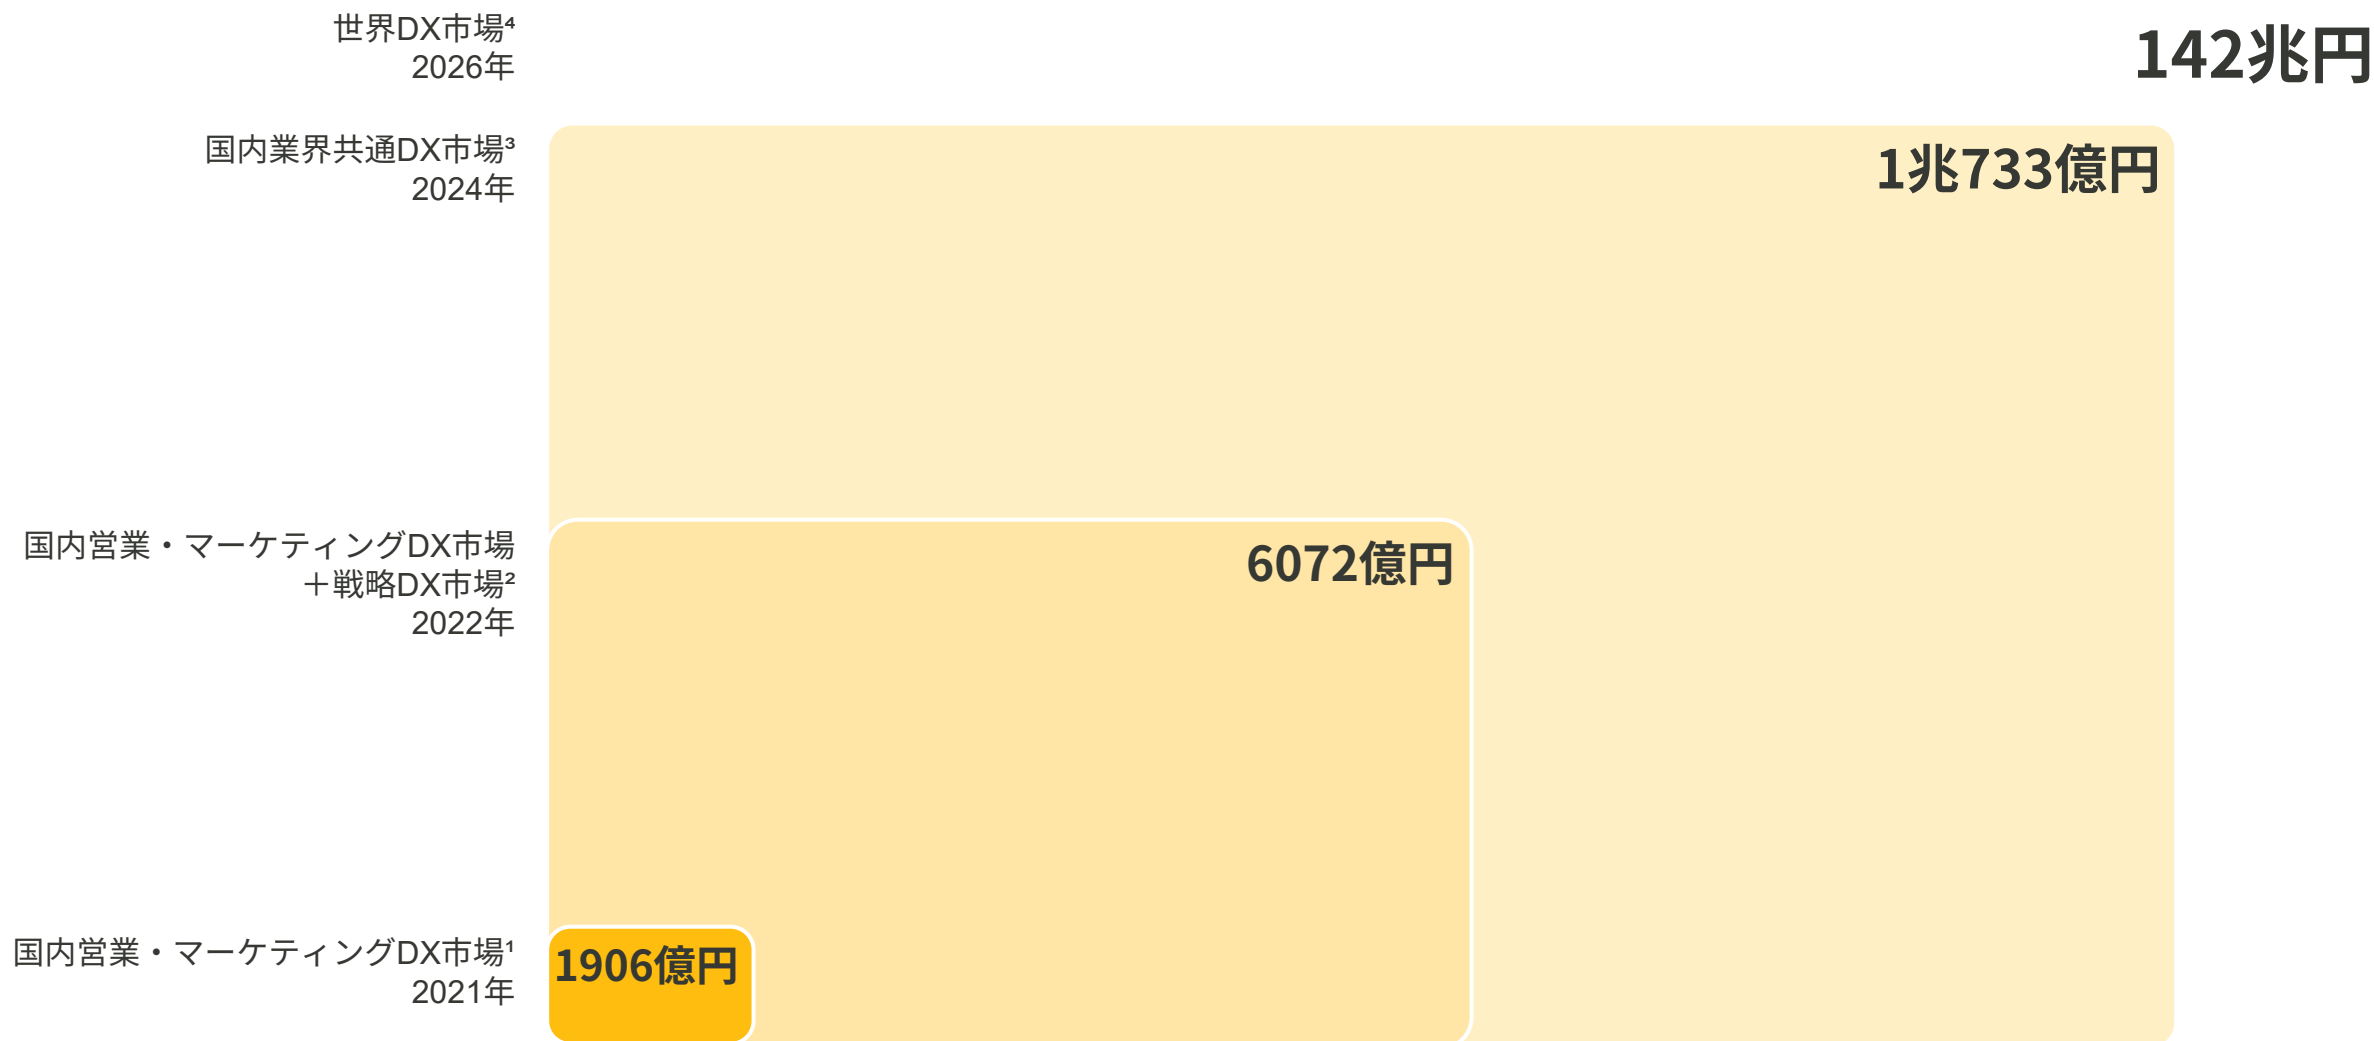 世界DX市場⁴
2026年
142兆円
国内業界共通DX市場³
2024年
1兆733億円
国内営業・マーケティングDX市場
＋戦略DX市場²
2022年
6072億円
国内営業・マーケティングDX市場¹
2021年
1906億円